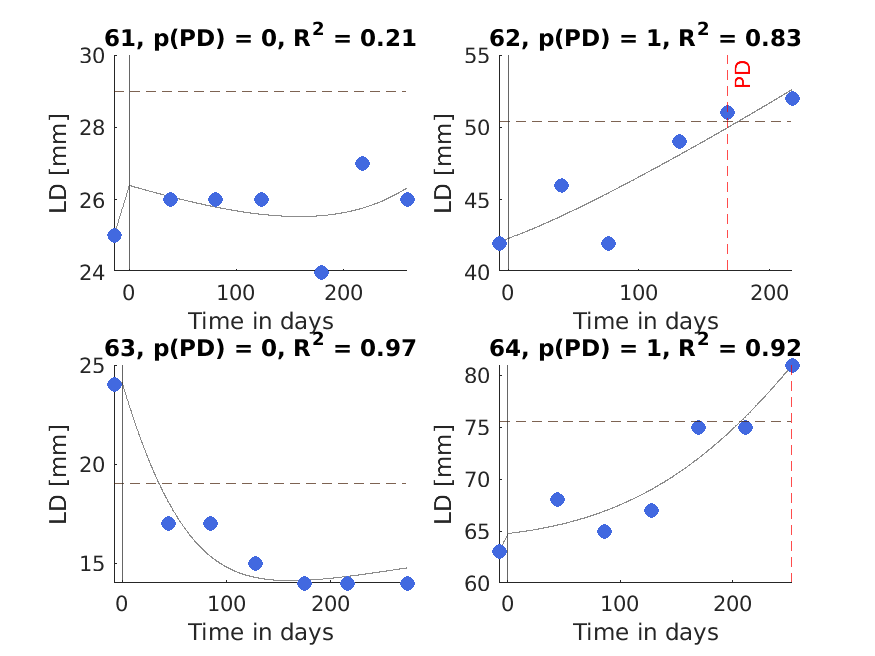 61, p(PD) = 0, R² = 0.21
30
28
26
24
LD [mm]
0 100 200
Time in days
62, p(PD) = 1, R² = 0.83
PD
55
50
45
40
LD [mm]
0 100 200
Time in days
63, p(PD) = 0, R² = 0.97
25
20
15
LD [mm]
0 100 200
Time in days
64, p(PD) = 1, R² = 0.92
80
75
70
65
60
LD [mm]
0 100 200
Time in days